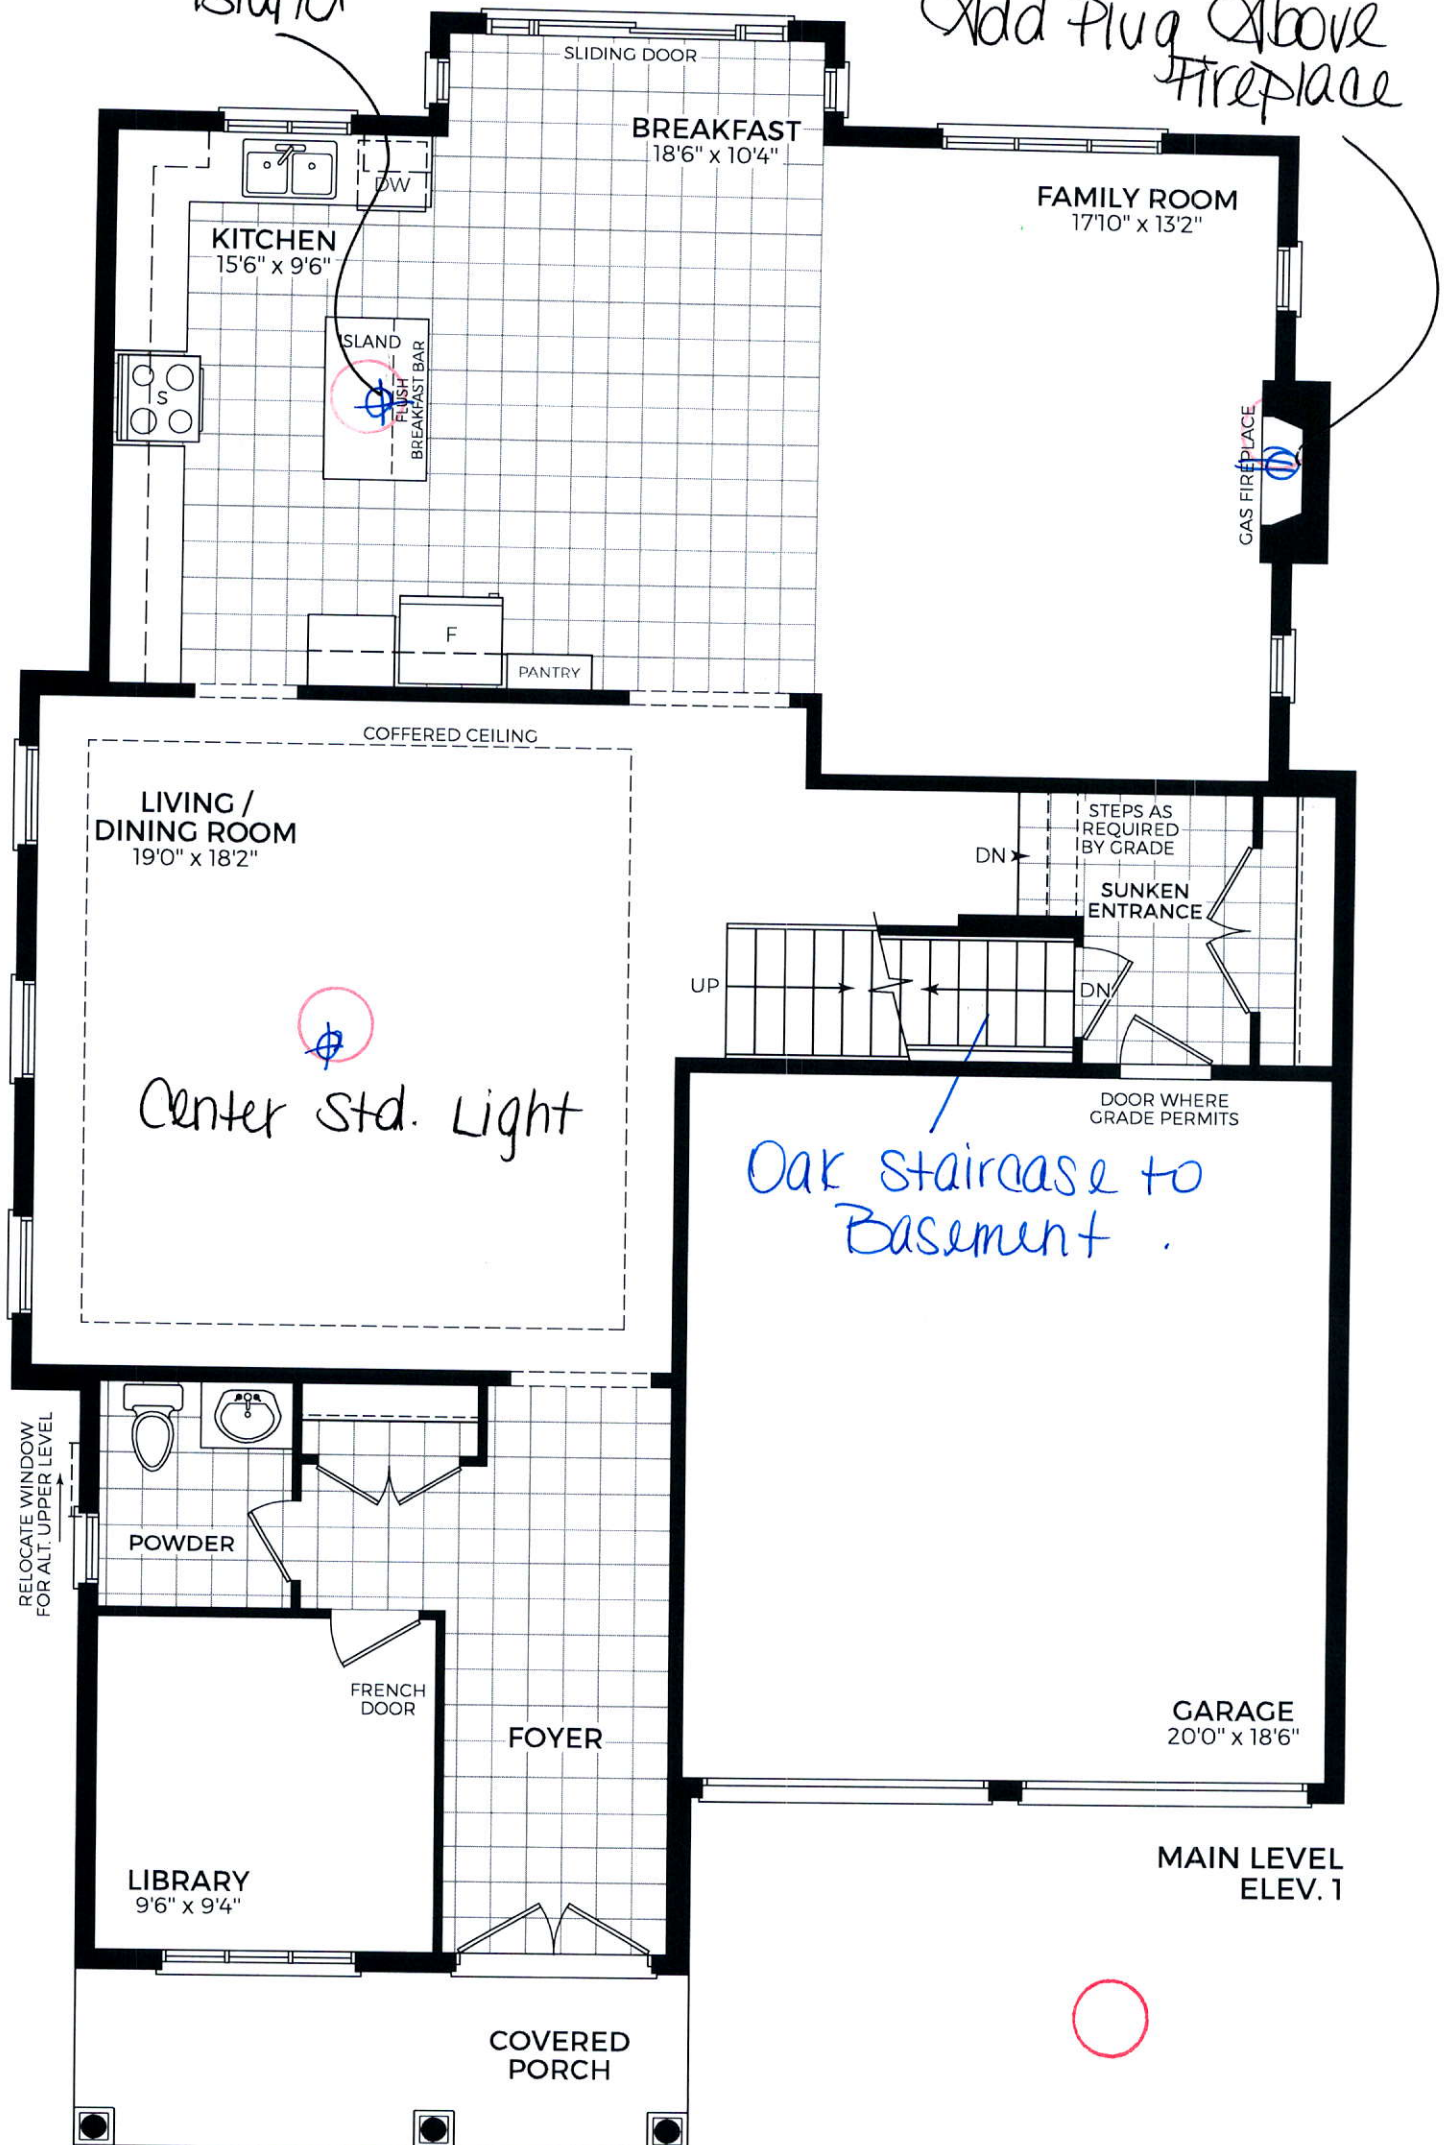 Island
Add Plug Above
Fireplace
SLIDING DOOR
BREAKFAST
18'6" x 10'4"
FAMILY ROOM
17'10" x 13'2"
DW
KITCHEN
15'6" x 9'6"
ISLAND
FLUSH
BREAKFAST BAR
S
GAS FIREPLACE
F
PANTRY
COFFERED CEILING
LIVING /
DINING ROOM
19'0" x 18'2"
STEPS AS
REQUIRED
BY GRADE
DN
SUNKEN
ENTRANCE
UP
DN
Center Std. Light
DOOR WHERE
GRADE PERMITS
Oak Staircase to
Basement .
RELOCATE WINDOW
FOR ALT. UPPER LEVEL
POWDER
FRENCH
DOOR
FOYER
GARAGE
20'0" x 18'6"
LIBRARY
9'6" x 9'4"
MAIN LEVEL
ELEV. 1
COVERED
PORCH